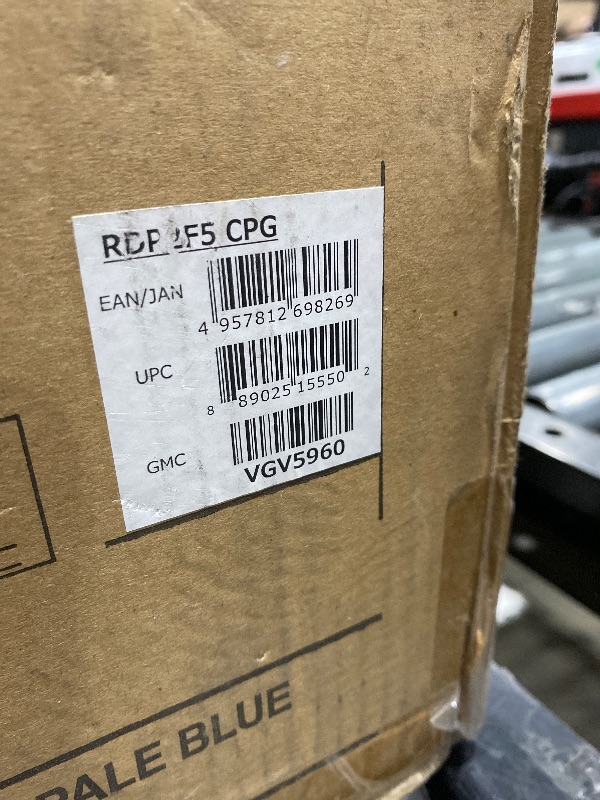 CPG
EAN/JAN
4 957812 698269
UPC
8 89025 15550 2
GMC
VGV5960
PALE BLUE